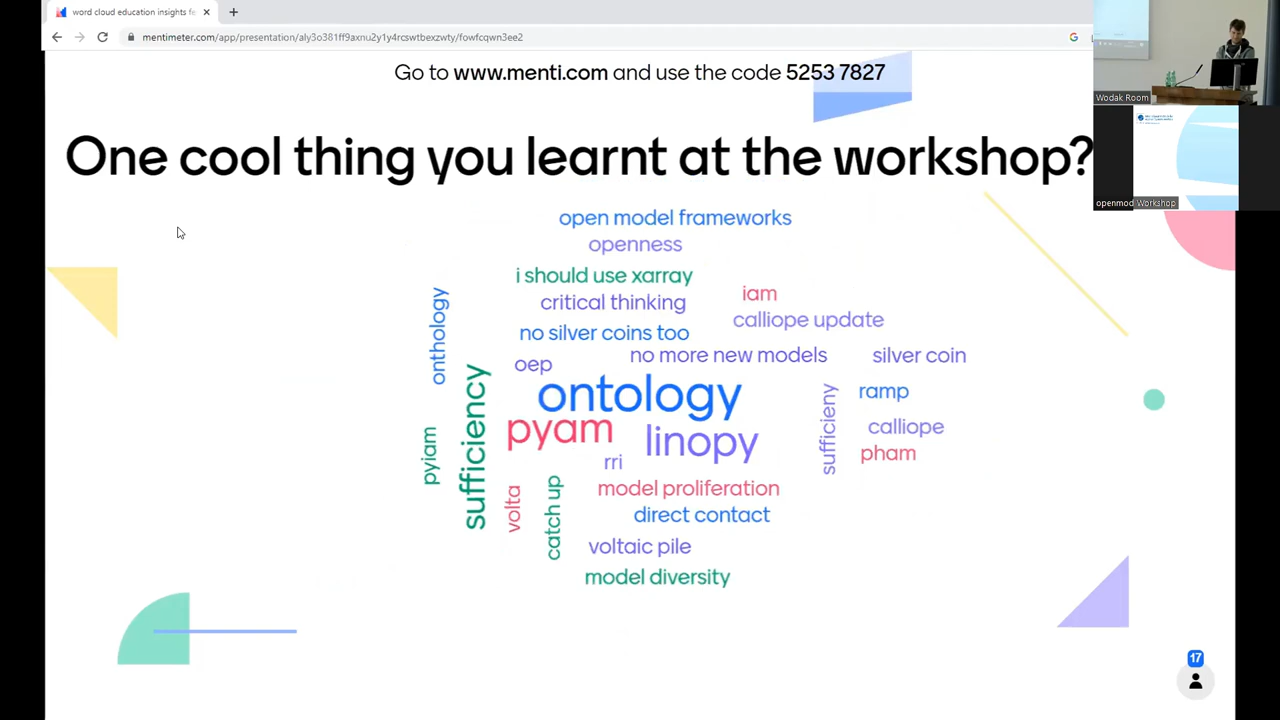 word cloud education insights fe
mentimeter.com/app/presentation/aly3o381ff9axnu2y1y4rcswtbexzwty/fowfcqwn3ee2
Go to www.menti.com and use the code 5253 7827
One cool thing you learnt at the workshop?
Wodak Room
openmod Workshop
open model frameworks
openness
i should use xarray
critical thinking
iam
calliope update
onthology
no silver coins too
no more new models
silver coin
oep
ontology
ramp
sufficiency
pyam
linopy
sufficieny
calliope
pham
pyiam
rri
volta
catch up
model proliferation
direct contact
voltaic pile
model diversity
17